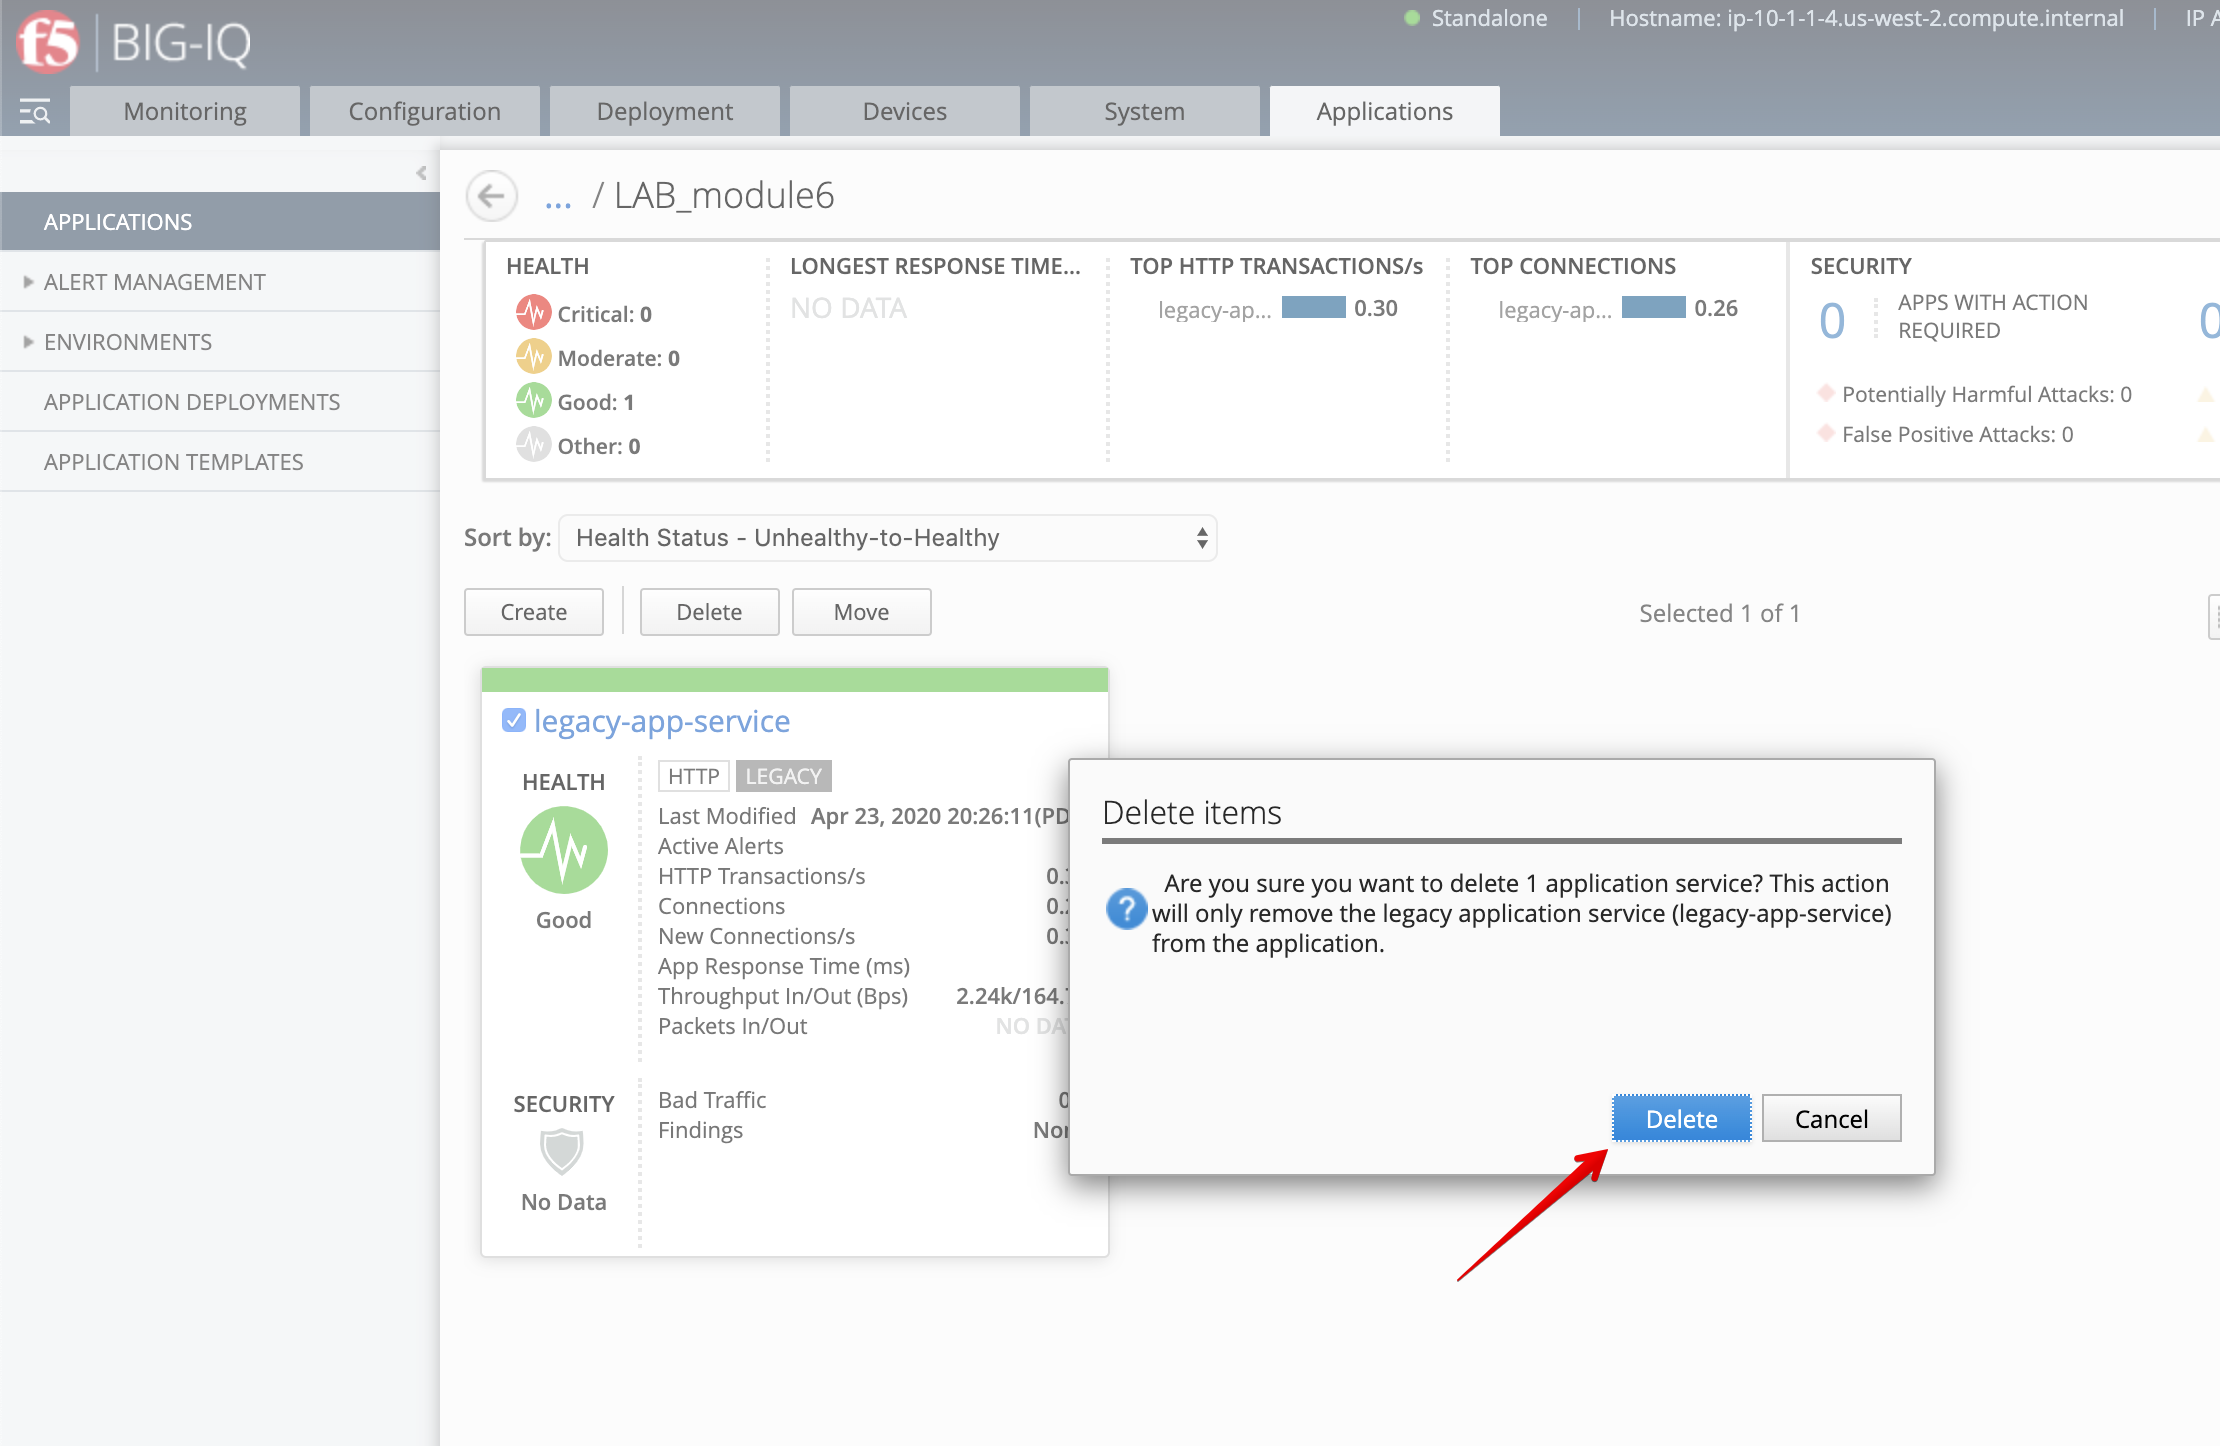 f5 BIG-IQ
Standalone
Hostname: ip-10-1-1-4.us-west-2.compute.internal
IP
Monitoring
Configuration
Deployment
Devices
System
Applications
APPLICATIONS
ALERT MANAGEMENT
ENVIRONMENTS
APPLICATION DEPLOYMENTS
APPLICATION TEMPLATES
... / LAB_module6
HEALTH
Critical: 0
Moderate: 0
Good: 1
Other: 0
LONGEST RESPONSE TIME...
NO DATA
TOP HTTP TRANSACTIONS/s
legacy-ap... 0.30
TOP CONNECTIONS
legacy-ap... 0.26
SECURITY
0 APPS WITH ACTION
REQUIRED
0
Potentially Harmful Attacks: 0
False Positive Attacks: 0
Sort by: Health Status - Unhealthy-to-Healthy
Create
Delete
Move
Selected 1 of 1
legacy-app-service
HEALTH
Good
HTTP LEGACY
Last Modified Apr 23, 2020 20:26:11(PD
Active Alerts
HTTP Transactions/s
Connections
New Connections/s
App Response Time (ms)
Throughput In/Out (Bps) 2.24k/164.
Packets In/Out NO DA
SECURITY
No Data
Bad Traffic 0
Findings
Delete items
Are you sure you want to delete 1 application service? This action
will only remove the legacy application service (legacy-app-service)
from the application.
Delete
Cancel